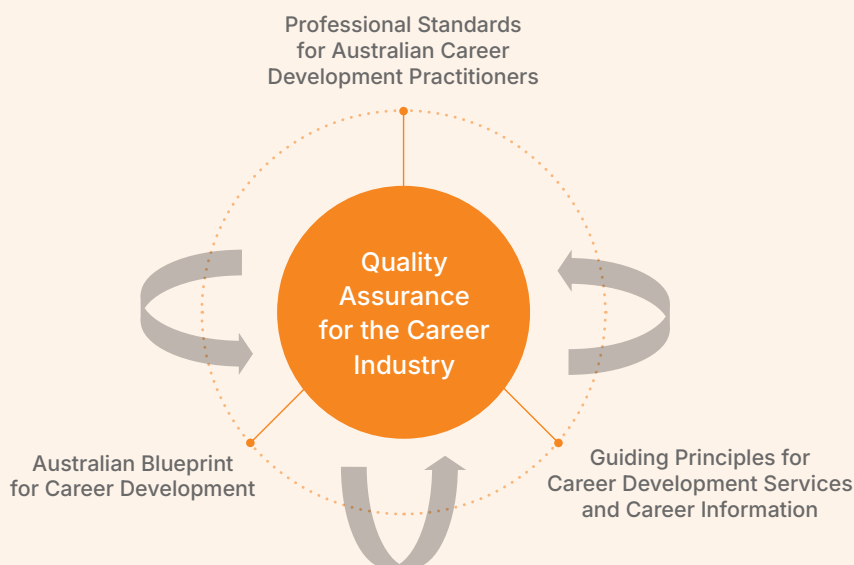 Professional Standards
for Australian Career
Development Practitioners
Quality
Assurance
for the Career
Industry
Australian Blueprint
for Career Development
Guiding Principles for
Career Development Services
and Career Information